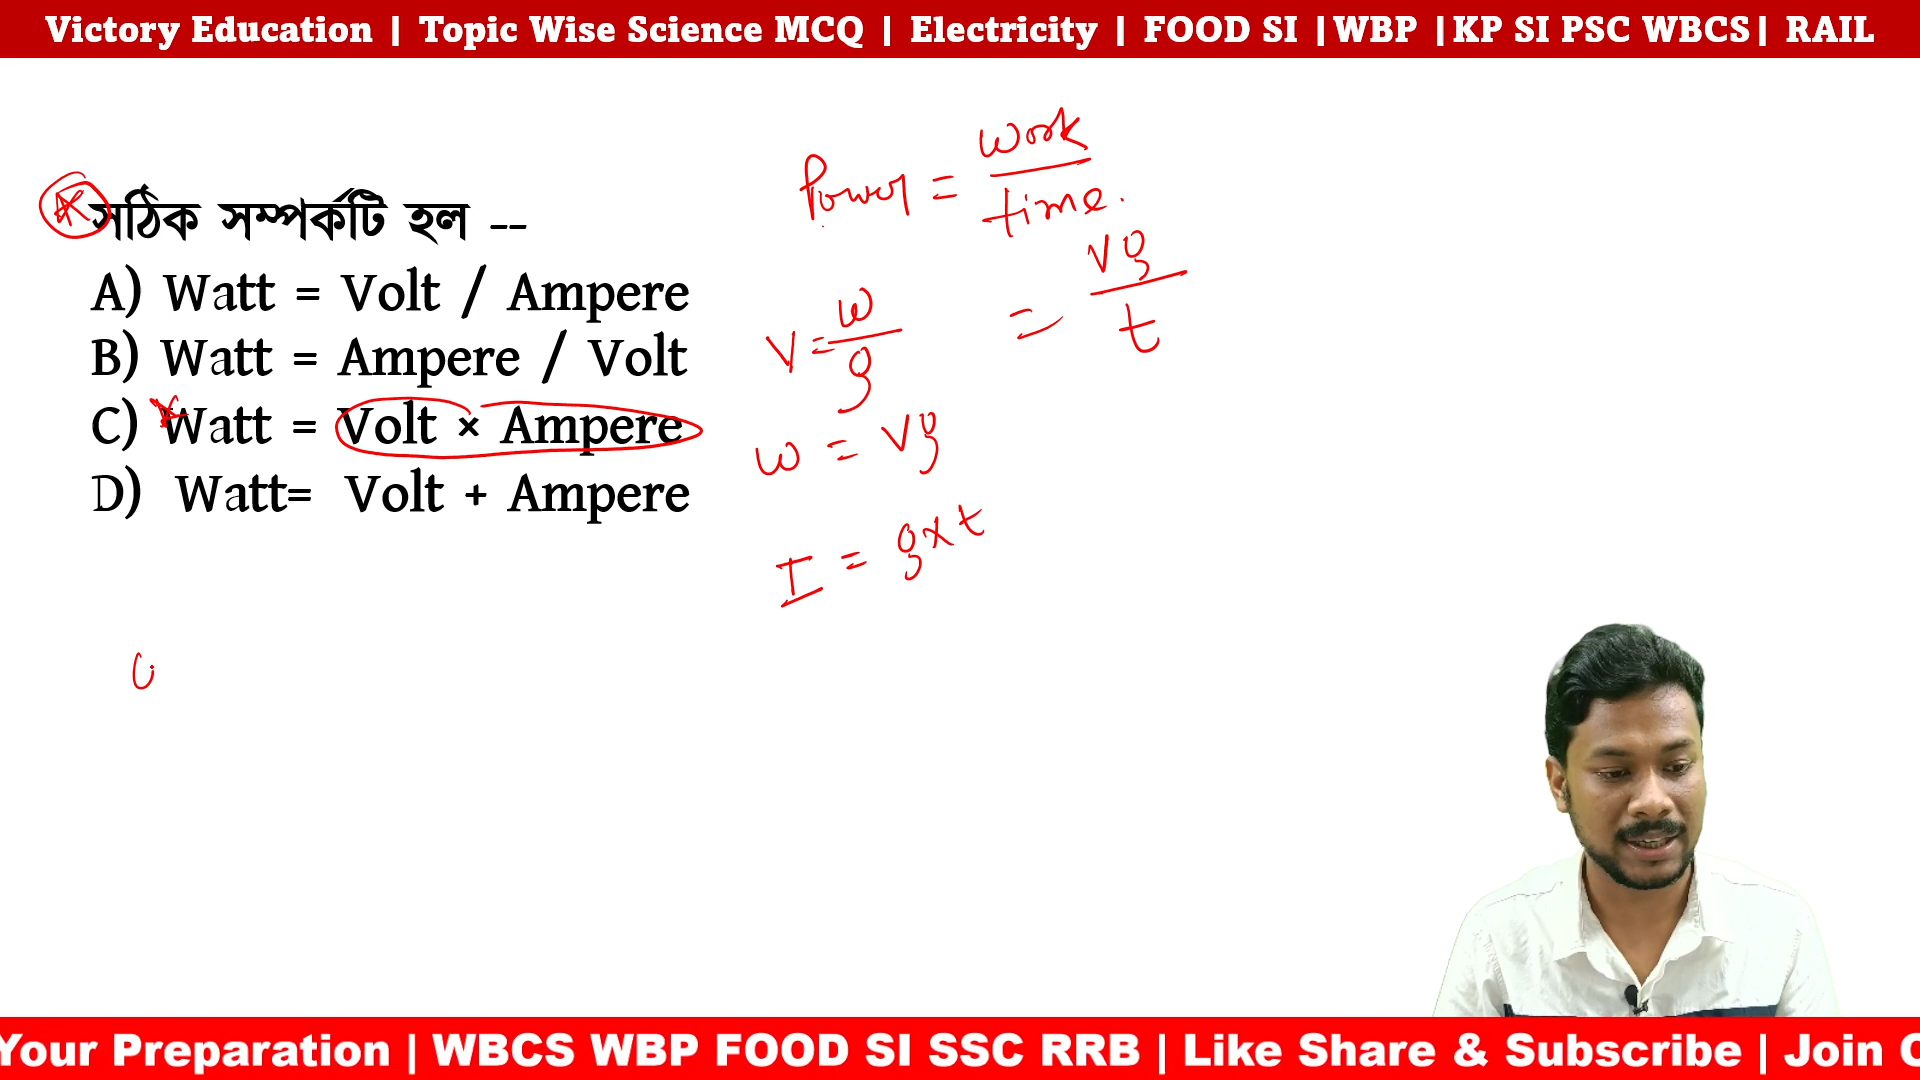 Victory Education | Topic Wise Science MCQ | Electricity | FOOD SI |WBP |KP SI PSC WBCS| RAIL
সঠিক সম্পর্কটি হল --
A) Watt = Volt / Ampere
B) Watt = Ampere / Volt
C) Watt = Volt × Ampere
D) Watt= Volt + Ampere
Power = work / time.
= VQ / t
V = W / Q
W = VQ
I = Q x t
Your Preparation | WBCS WBP FOOD SI SSC RRB | Like Share & Subscribe | Join